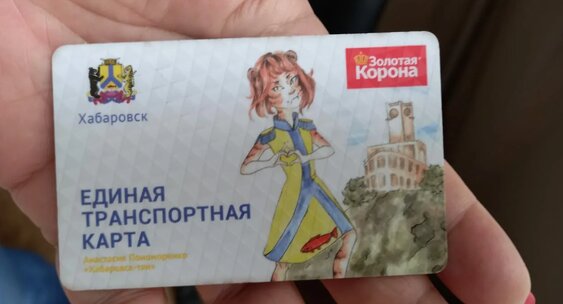 Золотая
Корона
Хабаровск
ЕДИНАЯ
ТРАНСПОРТНАЯ
КАРТА
Анастасия Пономаренко
«Хабаровск-тян»